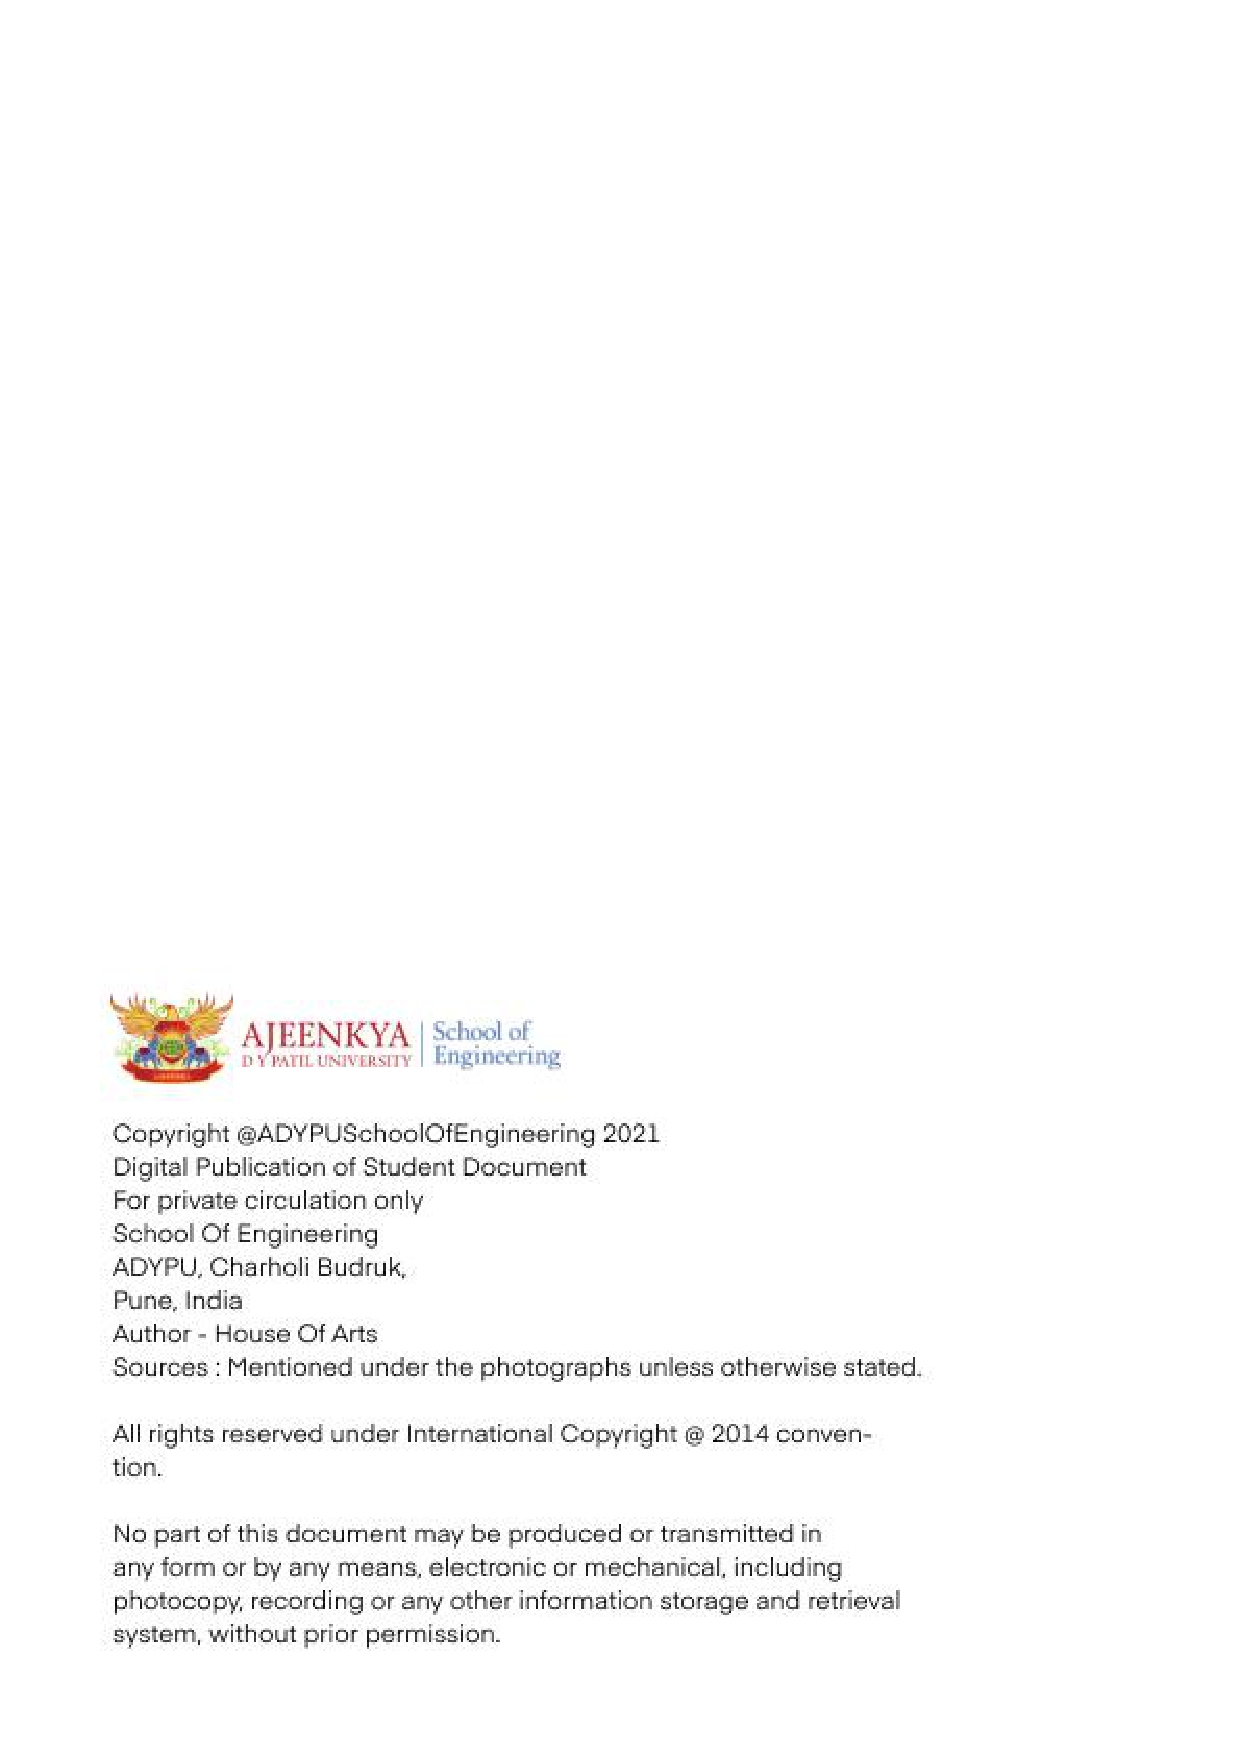 AJEENKYA
D Y PATIL UNIVERSITY
School of
Engineering
Copyright @ADYPUSchoolOfEngineering 2021
Digital Publication of Student Document
For private circulation only
School Of Engineering
ADYPU, Charholi Budruk,
Pune, India
Author - House Of Arts
Sources : Mentioned under the photographs unless otherwise stated.
All rights reserved under International Copyright @ 2014 conven-
tion.
No part of this document may be produced or transmitted in
any form or by any means, electronic or mechanical, including
photocopy, recording or any other information storage and retrieval
system, without prior permission.